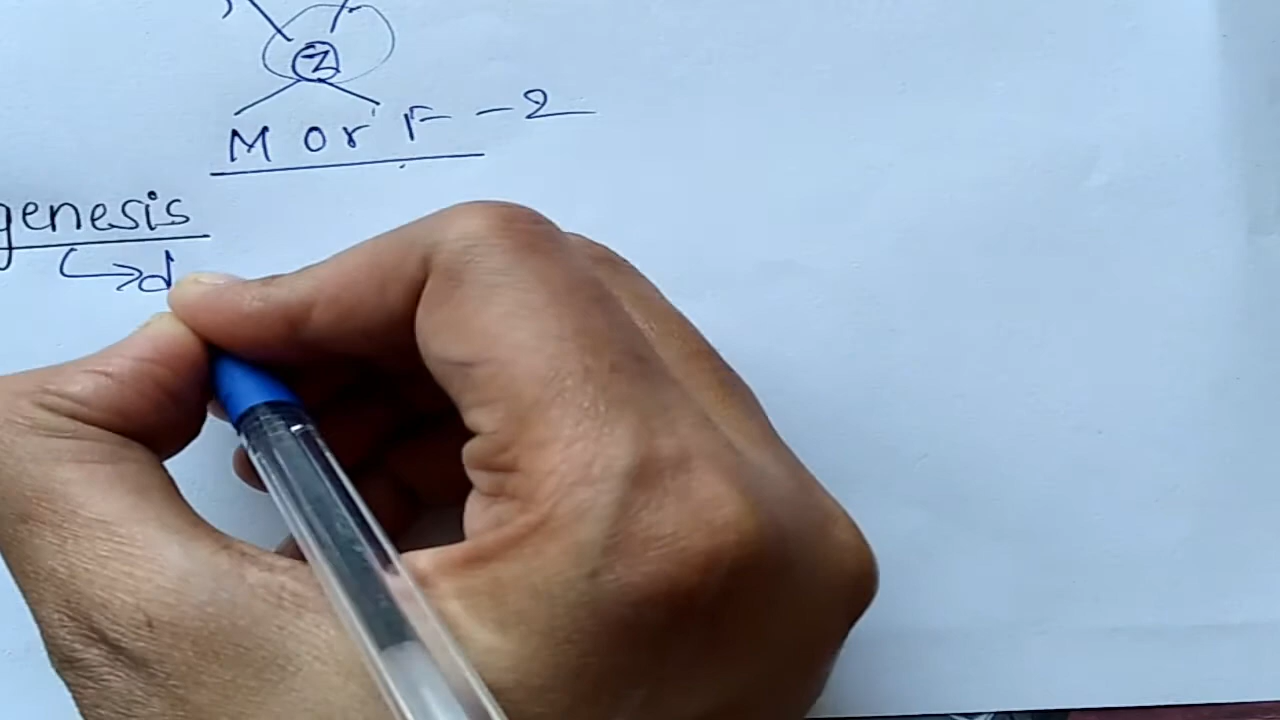 Z
M or F - 2
genesis
↳ d